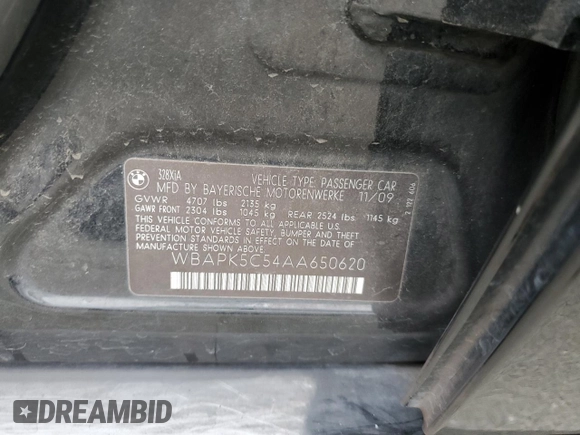 BMW
328XiA
VEHICLE TYPE PASSENGER CAR
MFD BY BAYERISCHE MOTORENWERKE 11/09
GVWR 4707 lbs 2135 kg
GAWR FRONT 2304 lbs 1045 kg REAR 2524 lbs 1145 kg
THIS VEHICLE CONFORMS TO ALL APPLICABLE
FEDERAL MOTOR VEHICLE SAFETY, BUMPER, AND
THEFT PREVENTION STANDARDS IN EFFECT ON THE DATE OF
MANUFACTURE SHOWN ABOVE
WBAPK5C54AA650620
DREAMBID